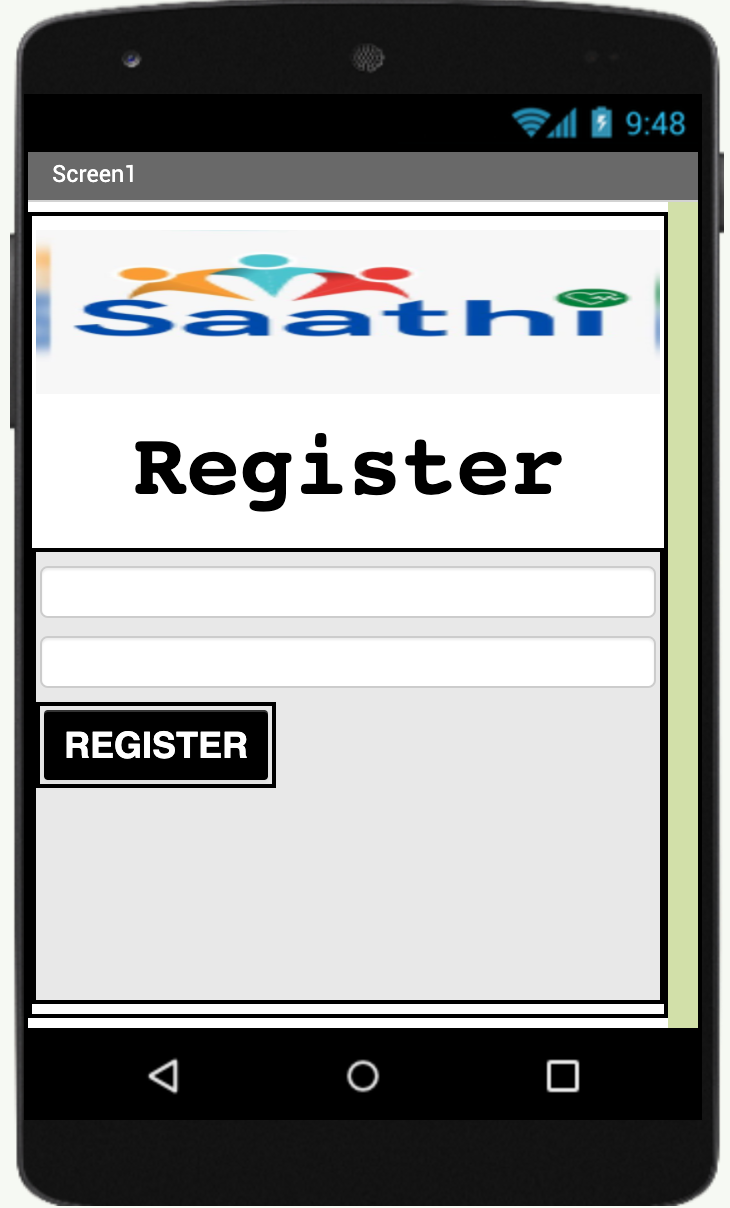 9:48
Screen1
Saathi
Register
REGISTER